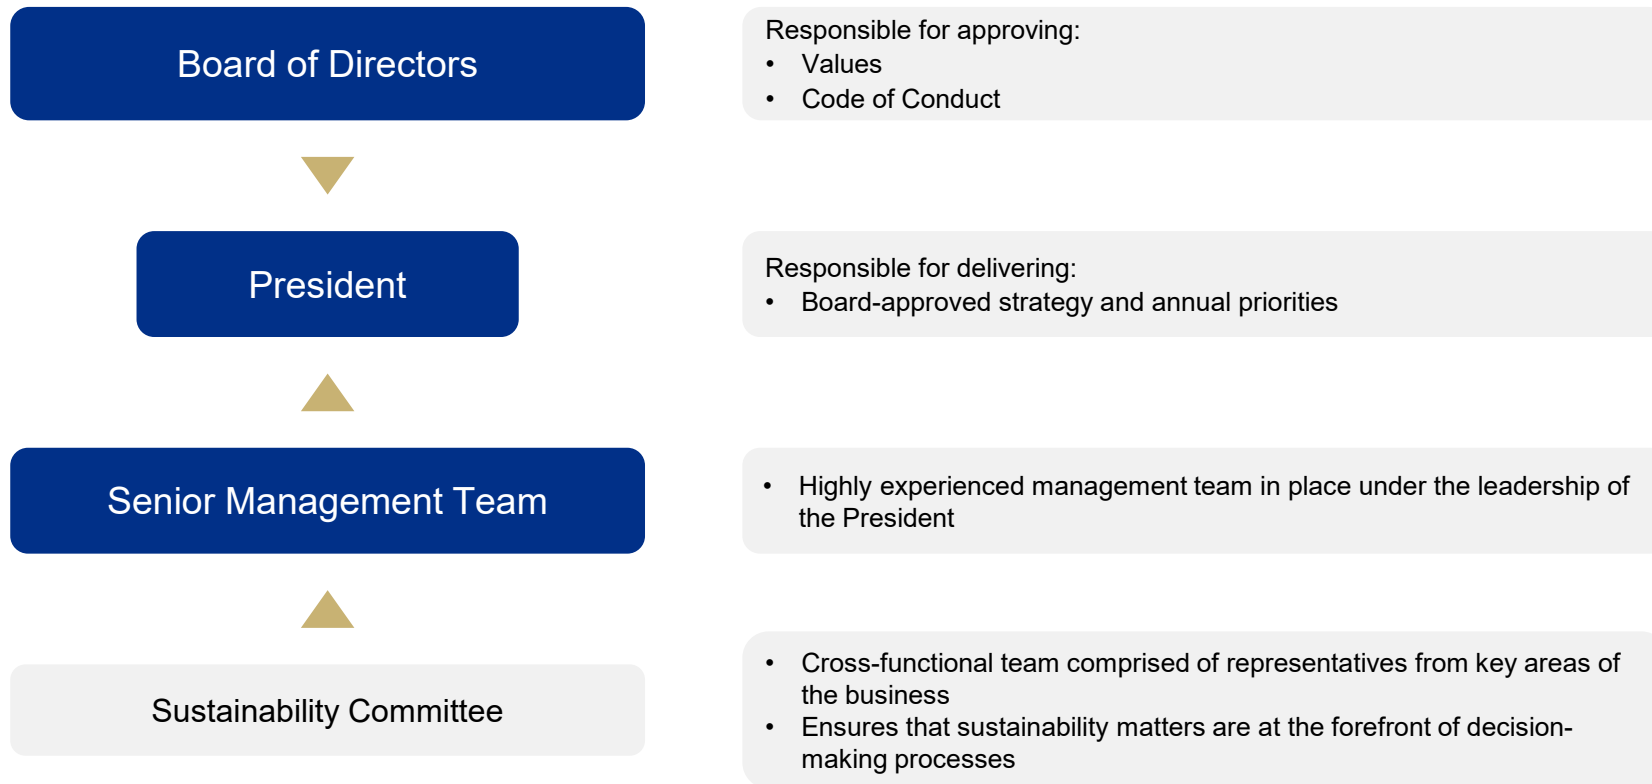 Board of Directors
Responsible for approving:
• Values
• Code of Conduct
President
Responsible for delivering:
• Board-approved strategy and annual priorities
Senior Management Team
• Highly experienced management team in place under the leadership of
the President
Sustainability Committee
• Cross-functional team comprised of representatives from key areas of
the business
• Ensures that sustainability matters are at the forefront of decision-
making processes